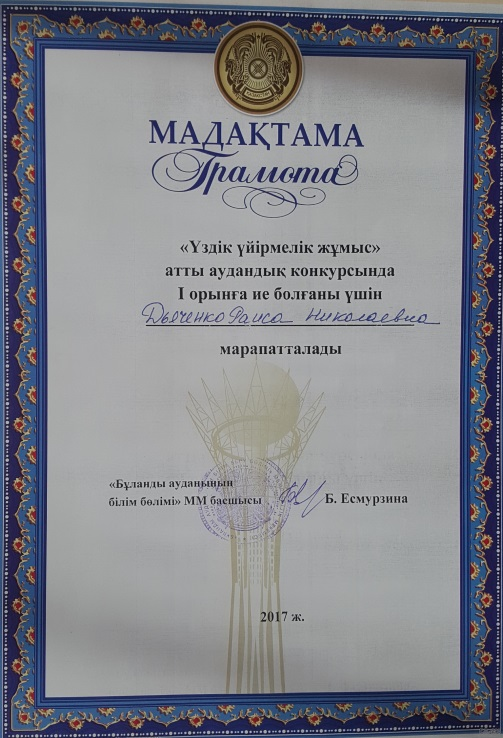 МАДАҚТАМА
Грамота
«Үздік үйірмелік жұмыс»
атты аудандық конкурсында
I орынға ие болғаны үшін
Дьяченко Раиса Николаевна
марапатталады
«Бұланды ауданының
білім бөлімі» ММ басшысы
Б. Есмурзина
2017 ж.